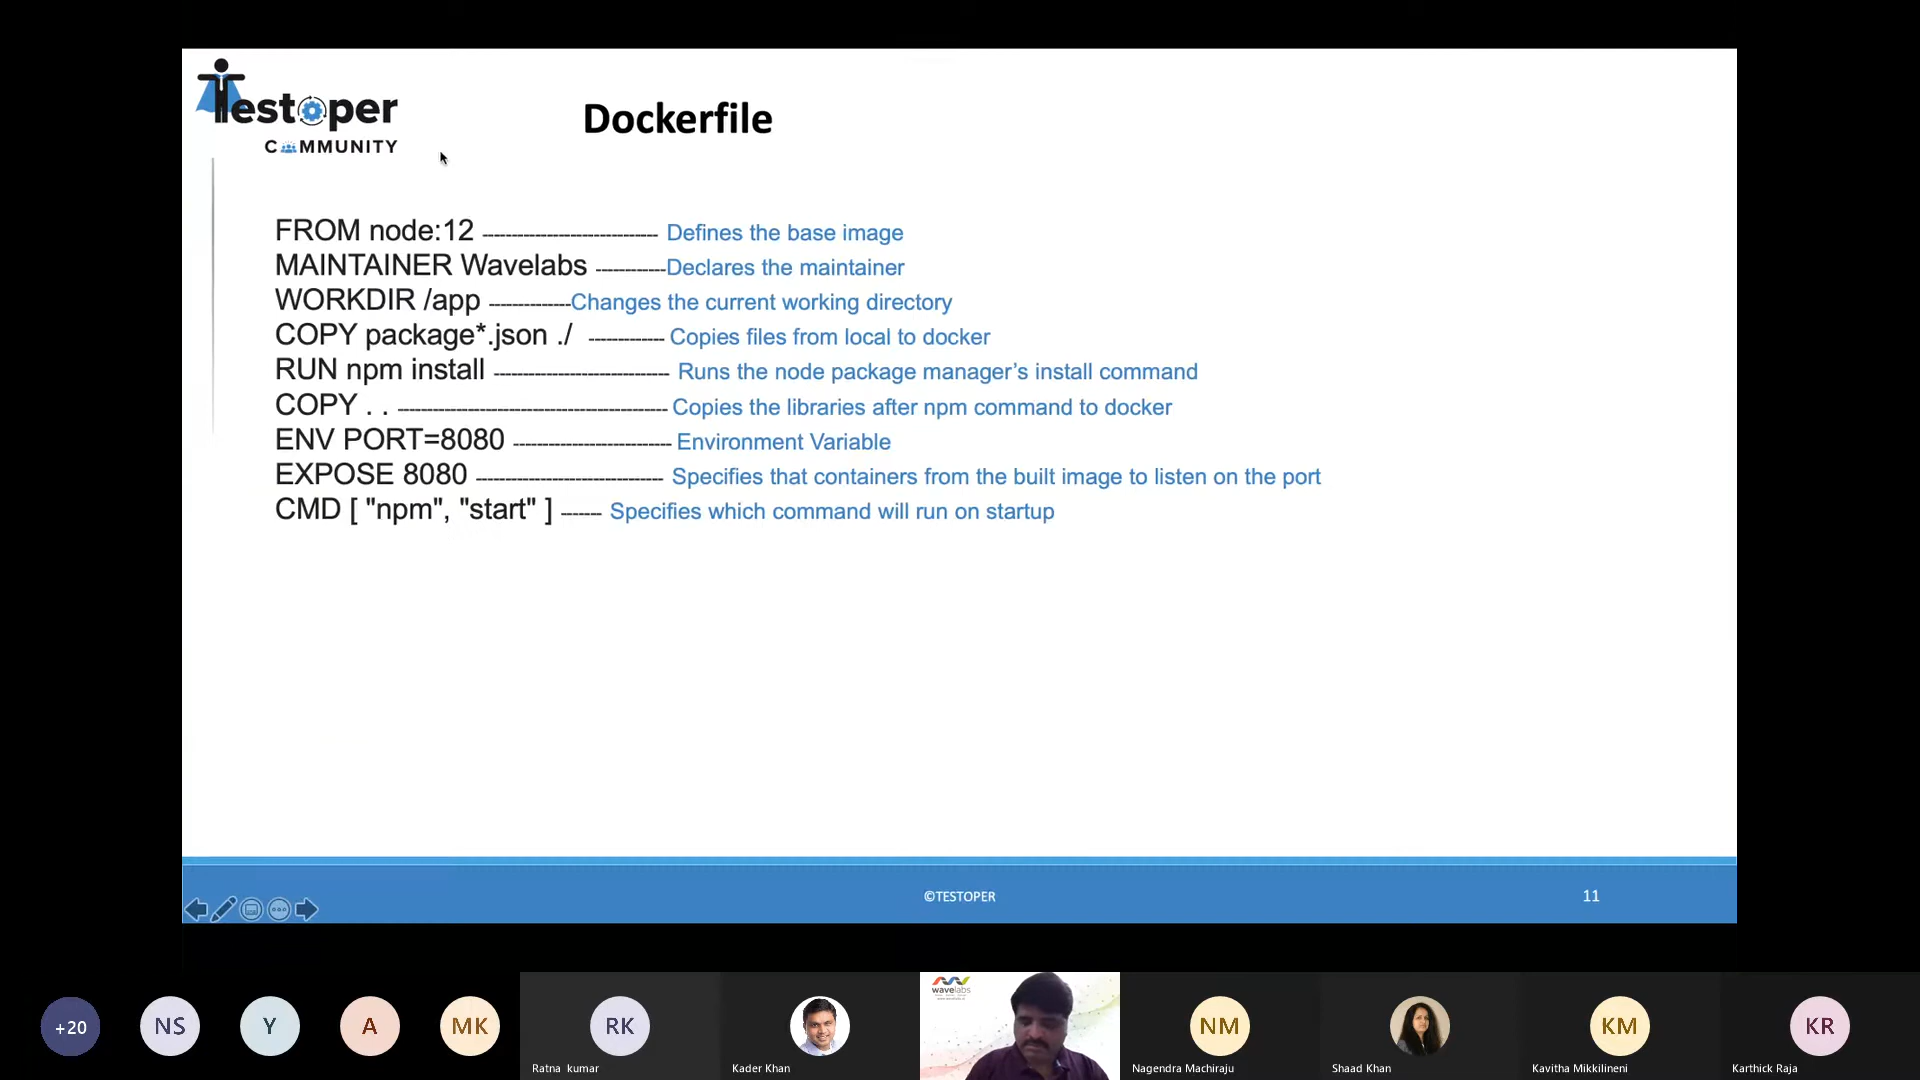 Testoper
COMMUNITY
Dockerfile
FROM node:12 ------------------------------ Defines the base image
MAINTAINER Wavelabs ------------Declares the maintainer
WORKDIR /app --------------Changes the current working directory
COPY package*.json ./ ------------- Copies files from local to docker
RUN npm install ------------------------------ Runs the node package manager’s install command
COPY . . ---------------------------------------------- Copies the libraries after npm command to docker
ENV PORT=8080 --------------------------- Environment Variable
EXPOSE 8080 -------------------------------- Specifies that containers from the built image to listen on the port
CMD [ "npm", "start" ] ------- Specifies which command will run on startup
©TESTOPER
11
+20
NS
Y
A
MK
RK
Ratna kumar
Kader Khan
wavelabs
NM
Nagendra Machiraju
Shaad Khan
KM
Kavitha Mikkilineni
KR
Karthick Raja